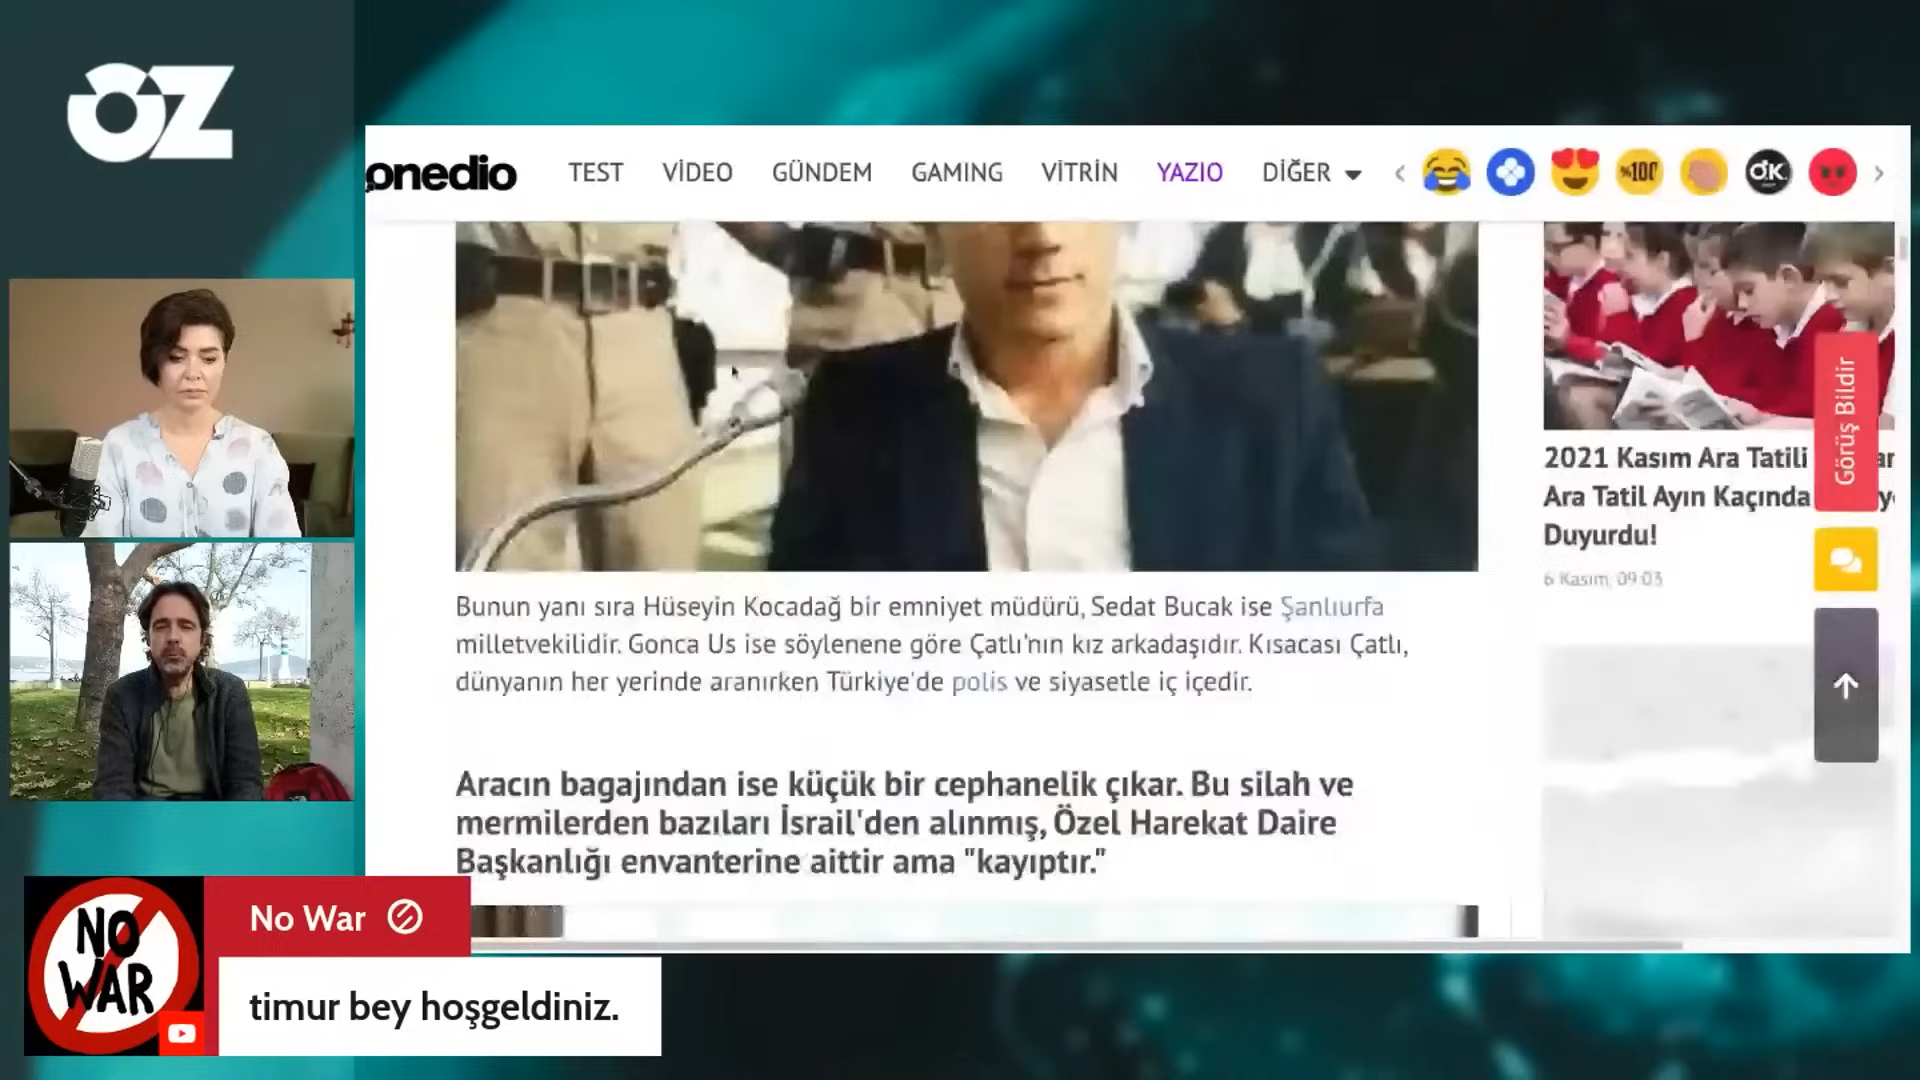 ÖZ
onedio
TEST VİDEO GÜNDEM GAMING VİTRİN YAZIO DİĞER
%100
OK.
Bunun yanı sıra Hüseyin Kocadağ bir emniyet müdürü, Sedat Bucak ise Şanlıurfa
milletvekilidir. Gonca Us ise söylenene göre Çatlı'nın kız arkadaşıdır. Kısacası Çatlı,
dünyanın her yerinde aranırken Türkiye'de polis ve siyasetle iç içedir.
Aracın bagajından ise küçük bir cephanelik çıkar. Bu silah ve
mermilerden bazıları İsrail'den alınmış, Özel Harekat Daire
Başkanlığı envanterine aittir ama "kayıptır."
2021 Kasım Ara Tatili
Ara Tatil Ayın Kaçında
Duyurdu!
6 Kasım, 09:03
Görüş Bildir
NO
WAR
No War
timur bey hoşgeldiniz.